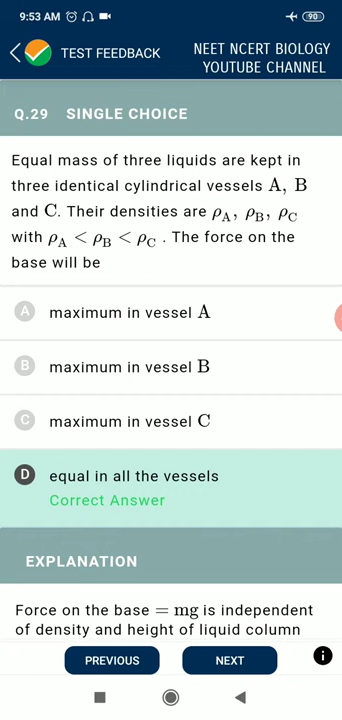 9:53 AM 90
TEST FEEDBACK
NEET NCERT BIOLOGY
YOUTUBE CHANNEL
Q.29 SINGLE CHOICE
Equal mass of three liquids are kept in
three identical cylindrical vessels A, B
and C. Their densities are ρA, ρB, ρC
with ρA < ρB < ρC . The force on the
base will be
A maximum in vessel A
B maximum in vessel B
C maximum in vessel C
D equal in all the vessels
Correct Answer
EXPLANATION
Force on the base = mg is independent
of density and height of liquid column
PREVIOUS
NEXT
i